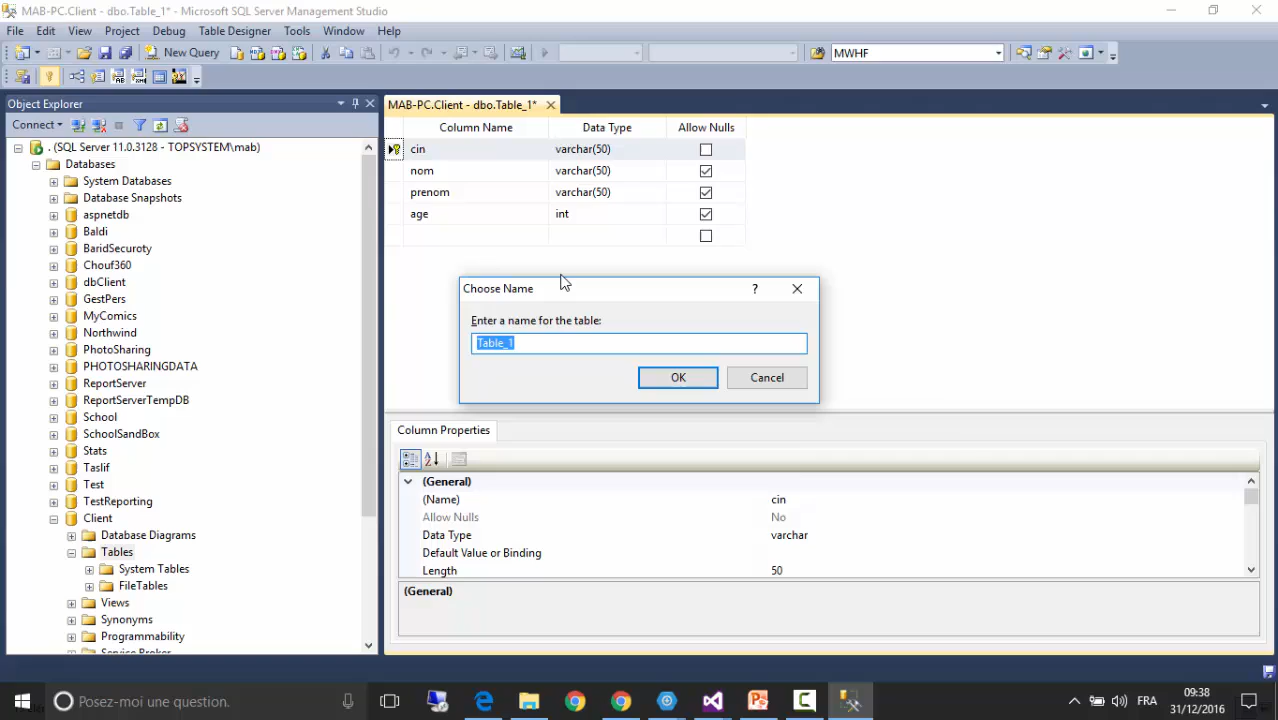 MAB-PC.Client - dbo.Table_1* - Microsoft SQL Server Management Studio
File Edit View Project Debug Table Designer Tools Window Help
New Query MWHF
Object Explorer
Connect
. (SQL Server 11.0.3128 - TOPSYSTEM\mab)
Databases
System Databases
Database Snapshots
aspnetdb
Baldi
BaridSecuroty
Chouf360
dbClient
GestPers
MyComics
Northwind
PhotoSharing
PHOTOSHARINGDATA
ReportServer
ReportServerTempDB
School
SchoolSandBox
Stats
Taslif
Test
TestReporting
Client
Database Diagrams
Tables
System Tables
FileTables
Views
Synonyms
Programmability
Service Broker
MAB-PC.Client - dbo.Table_1*
Column Name Data Type Allow Nulls
cin varchar(50)
nom varchar(50)
prenom varchar(50)
age int
Choose Name
Enter a name for the table:
Table_1
OK Cancel
Column Properties
(General)
(Name) cin
Allow Nulls No
Data Type varchar
Default Value or Binding
Length 50
(General)
Posez-moi une question.
FRA
09:38
31/12/2016